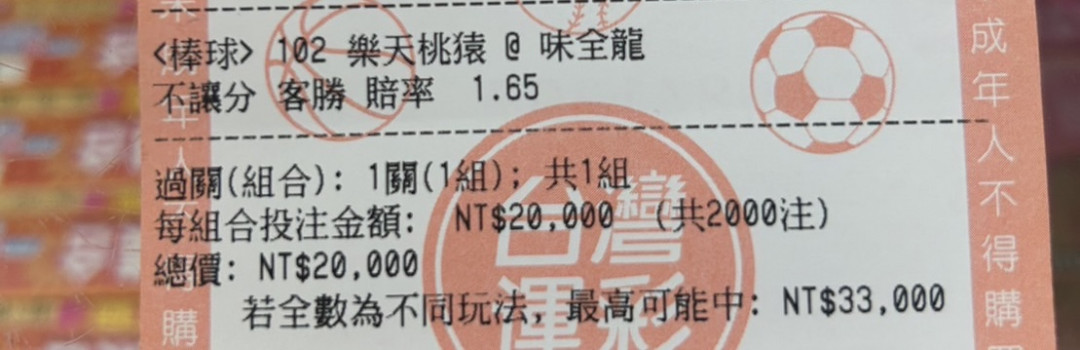 <棒球> 102 樂天桃猿 @ 味全龍
不讓分 客勝 賠率 1.65
過關(組合): 1關(1組); 共1組
每組合投注金額: NT$20,000 (共2000注)
總價: NT$20,000
若全數為不同玩法, 最高可能中: NT$33,000
台灣
運彩
成年人不得購
年人
購